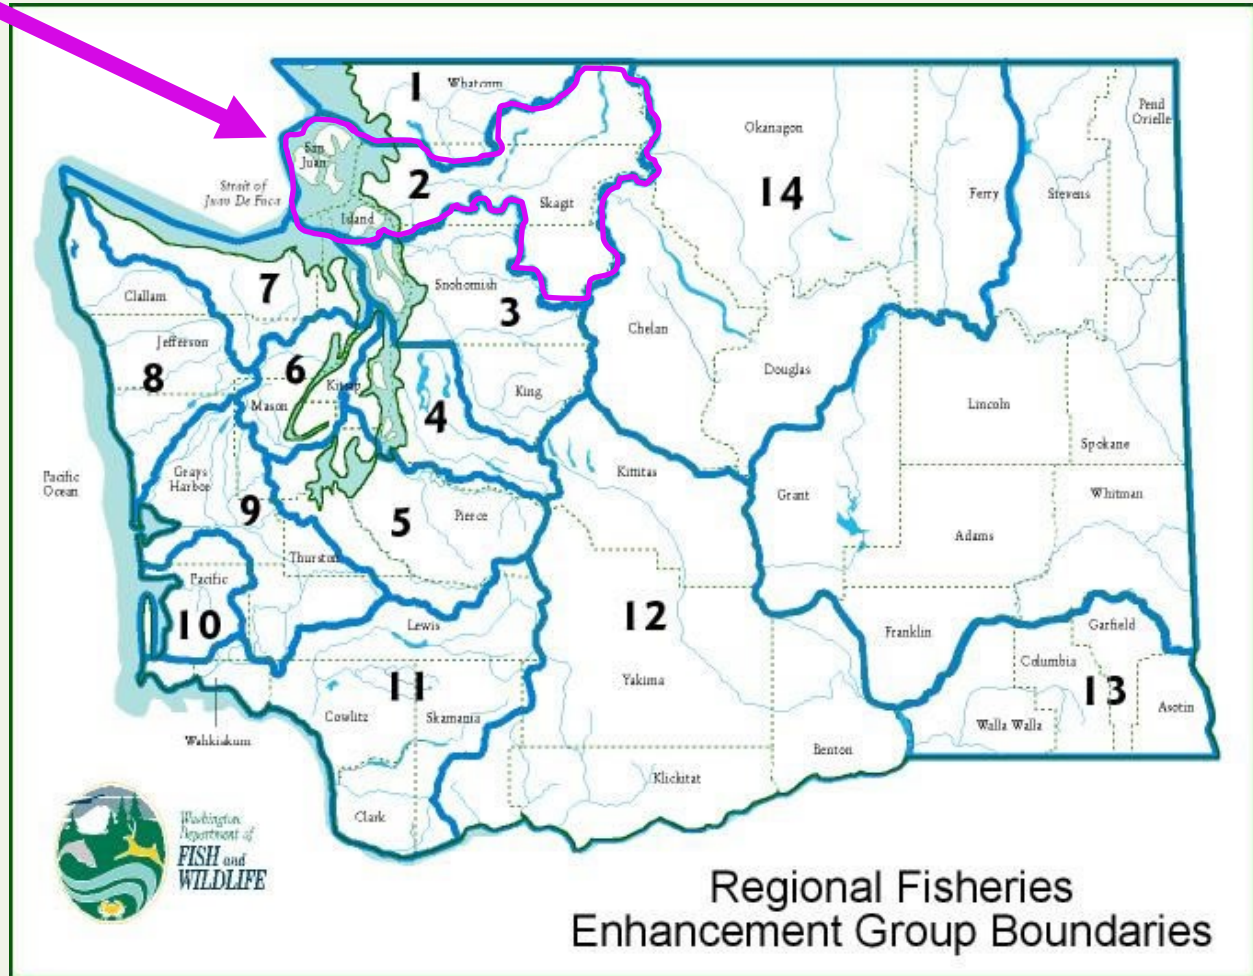 1
Whatcom
Okanagon
Pend
Orielle
San
Juan
Strait of
Juan De Fuca
2
Island
Skagit
14
Ferry
Stevens
7
Clallam
Snohomish
3
Chelan
Jefferson
8
6
Kitsap
Mason
4
King
Douglas
Lincoln
Spokane
Pacific
Ocean
Grays
Harbor
9
Kittitas
Grant
Whitman
5
Pierce
Adams
Thurston
Pacific
10
Lewis
12
Franklin
Garfield
Columbia
11
Yakima
13
Asotin
Cowlitz
Skamania
Walla Walla
Wahkiakum
Benton
Klickitat
Clark
Washington
Department of
FISH and
WILDLIFE
Regional Fisheries
Enhancement Group Boundaries